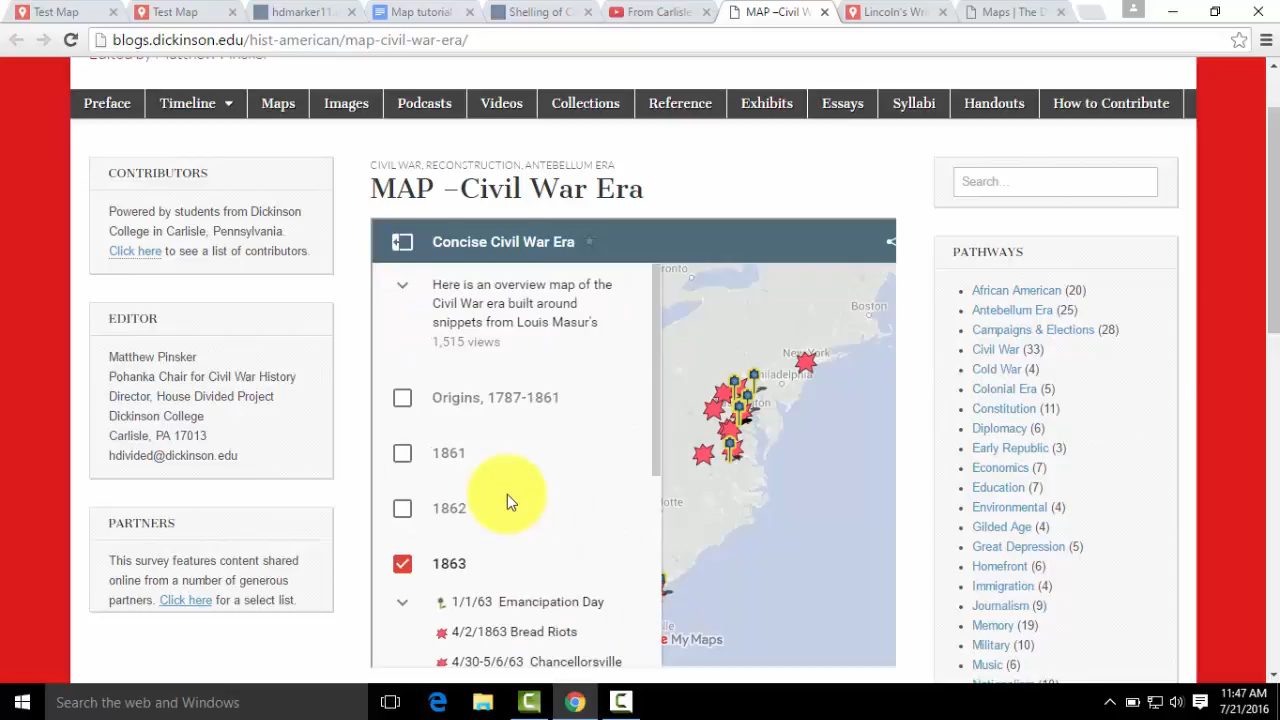 Test Map
Test Map
hdmarker11.
Map tutorial
Shelling of C
From Carlisle
MAP –Civil W
Lincoln's Wri
Maps | The D
blogs.dickinson.edu/hist-american/map-civil-war-era/
Edited by Matthew Pinsker
Preface Timeline Maps Images Podcasts Videos Collections Reference Exhibits Essays Syllabi Handouts How to Contribute
CONTRIBUTORS
Powered by students from Dickinson
College in Carlisle, Pennsylvania.
Click here to see a list of contributors.
EDITOR
Matthew Pinsker
Pohanka Chair for Civil War History
Director, House Divided Project
Dickinson College
Carlisle, PA 17013
hdivided@dickinson.edu
PARTNERS
This survey features content shared
online from a number of generous
partners. Click here for a select list.
CIVIL WAR, RECONSTRUCTION, ANTEBELLUM ERA
MAP –Civil War Era
Concise Civil War Era
Here is an overview map of the
Civil War era built around
snippets from Louis Masur's
1,515 views
Origins, 1787-1861
1861
1862
1863
1/1/63 Emancipation Day
4/2/1863 Bread Riots
4/30-5/6/63 Chancellorsville
ronto
Boston
New York
hiladelphia
ton
lotte
ville
e My Maps
Search...
PATHWAYS
African American (20)
Antebellum Era (25)
Campaigns & Elections (28)
Civil War (33)
Cold War (4)
Colonial Era (5)
Constitution (11)
Diplomacy (6)
Early Republic (3)
Economics (7)
Education (7)
Environmental (4)
Gilded Age (4)
Great Depression (5)
Homefront (6)
Immigration (4)
Journalism (9)
Memory (19)
Military (10)
Music (6)
Search the web and Windows
11:47 AM
7/21/2016